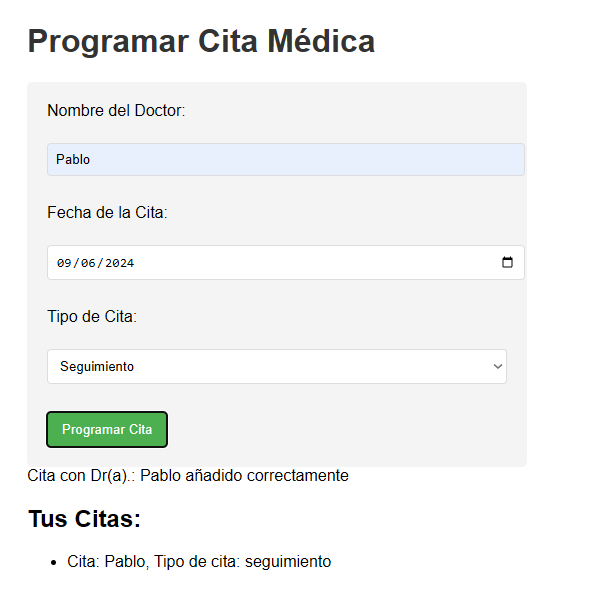 Programar Cita Médica
Nombre del Doctor:
Pablo
Fecha de la Cita:
09/06/2024
Tipo de Cita:
Seguimiento
Programar Cita
Cita con Dr(a).: Pablo añadido correctamente
Tus Citas:
• Cita: Pablo, Tipo de cita: seguimiento